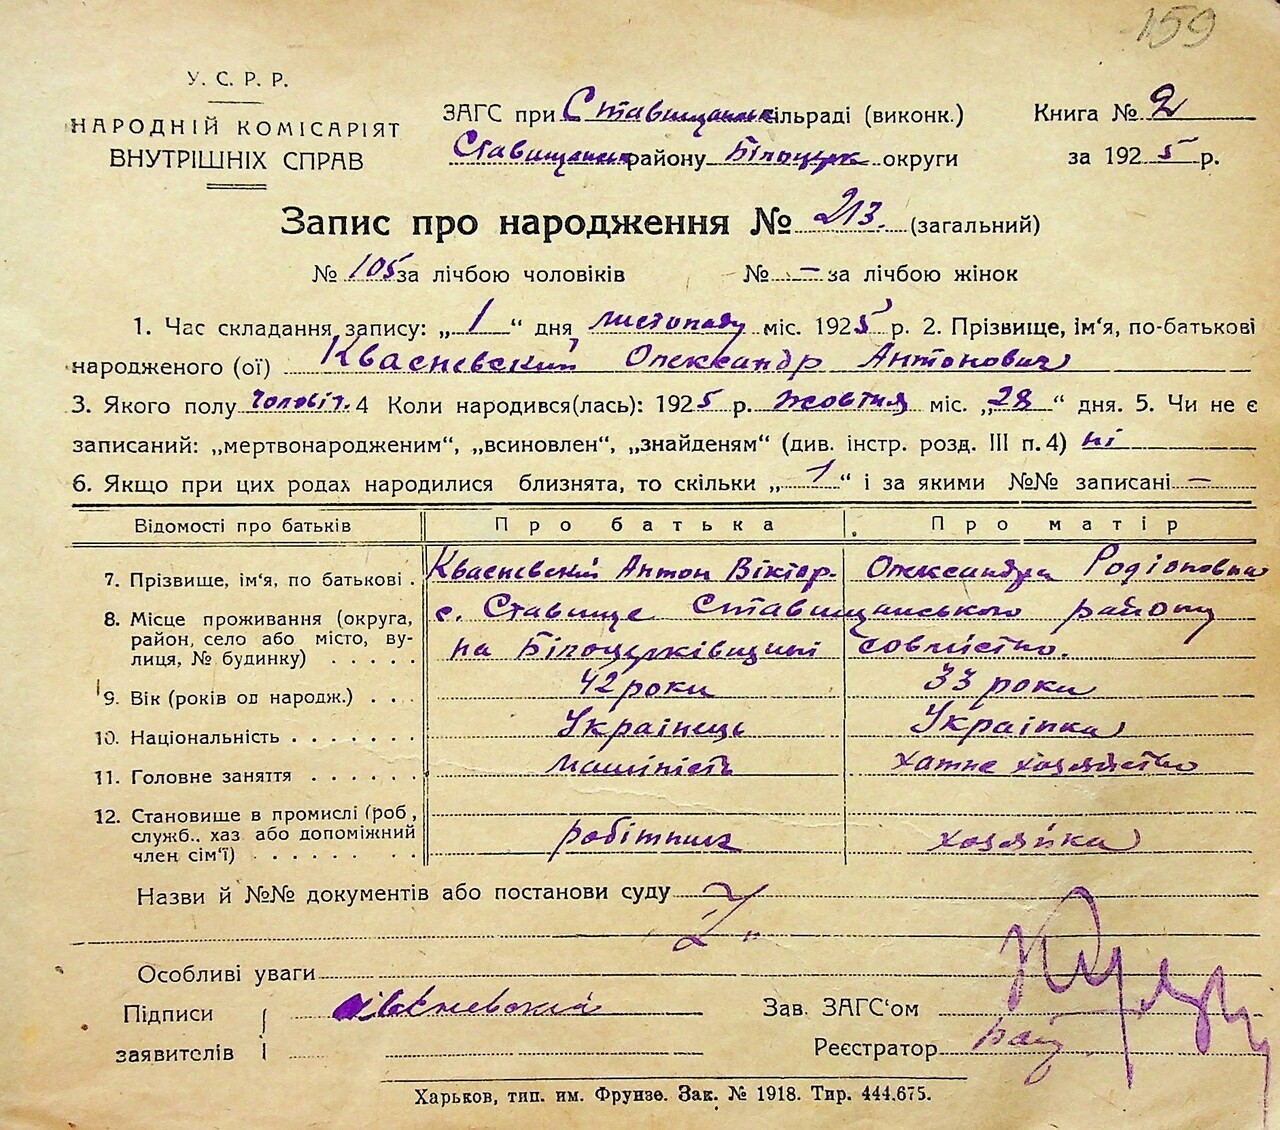 159
У. С. Р. Р.
НАРОДНІЙ КОМІСАРІЯТ
ВНУТРІШНІХ СПРАВ
ЗАГС при Ставищанськ сільраді (виконк.)
Ставищанськ району Білоцерк округи
Книга № 2
за 1925 р.
Запис про народження № 213. (загальний)
№ 105 за лічбою чоловіків № — за лічбою жінок
1. Час складання запису: „1“ дня листопаду міс. 1925 р. 2. Прізвище, ім'я, по-батькові
народженого (ої) Квасневский Олександр Антонович
3. Якого полу чоловіч. 4 Коли народився(лась): 1925 р. жовтня міс. „28“ дня. 5. Чи не є
записаний: „мертвонародженим“, „всиновлен“, „знайденям“ (див. інстр. розд. III п. 4) ні
6. Якщо при цих родах народилися близнята, то скільки „1“ і за якими №№ записані —
Відомості про батьків Про батька Про матір
7. Прізвище, ім'я, по батькові . Квасневский Антон Віктор. Олександра Родіоновна
8. Місце проживання (округа, с. Ставище Ставищанського району
район, село або місто, ву-
лиця, № будинку) . . . . . на Білоцерківщині совмістно.
9. Вік (років од народж.) . . . 42 роки 33 роки
10. Національність . . . . . . . Українець Українка
11. Головне заняття . . . . . . машіність хатне хозяйство
12. Становище в промислі (роб,
служб.. хаз або допоміжний
член сім'ї) . . . . . . . робітник хозяйка
Назви й №№ документів або постанови суду
Особливі уваги
Підписи Квасневский Зав. ЗАГС'ом
заявителів Реєстратор
Харьков, тип. им. Фрунзе. Зак. № 1918. Тир. 444.675.